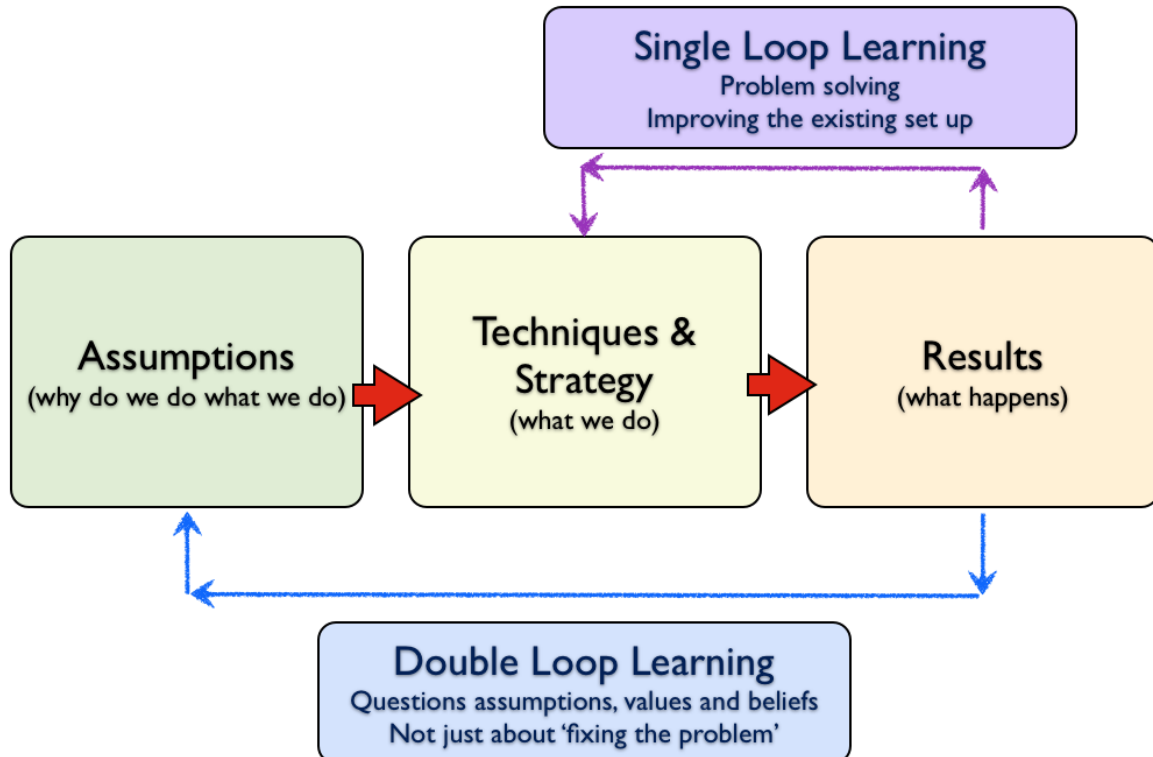 Single Loop Learning
Problem solving
Improving the existing set up
Assumptions
(why do we do what we do)
Techniques &
Strategy
(what we do)
Results
(what happens)
Double Loop Learning
Questions assumptions, values and beliefs
Not just about ‘fixing the problem’